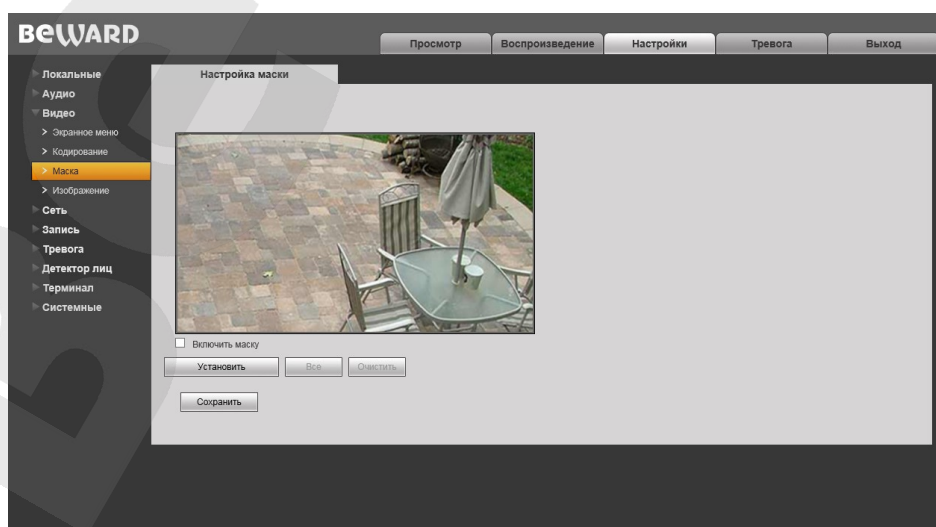 BEWARD
Просмотр
Воспроизведение
Настройки
Тревога
Выход
Локальные
Аудио
Видео
Экранное меню
Кодирование
Маска
Изображение
Сеть
Запись
Тревога
Детектор лиц
Терминал
Системные
Настройка маски
Включить маску
Установить
Все
Очистить
Сохранить